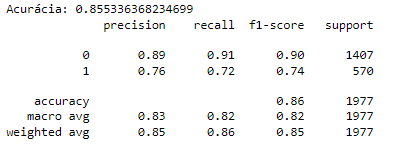 Acurácia: 0.855336368234699
precision recall f1-score support
0 0.89 0.91 0.90 1407
1 0.76 0.72 0.74 570
accuracy 0.86 1977
macro avg 0.83 0.82 0.82 1977
weighted avg 0.85 0.86 0.85 1977